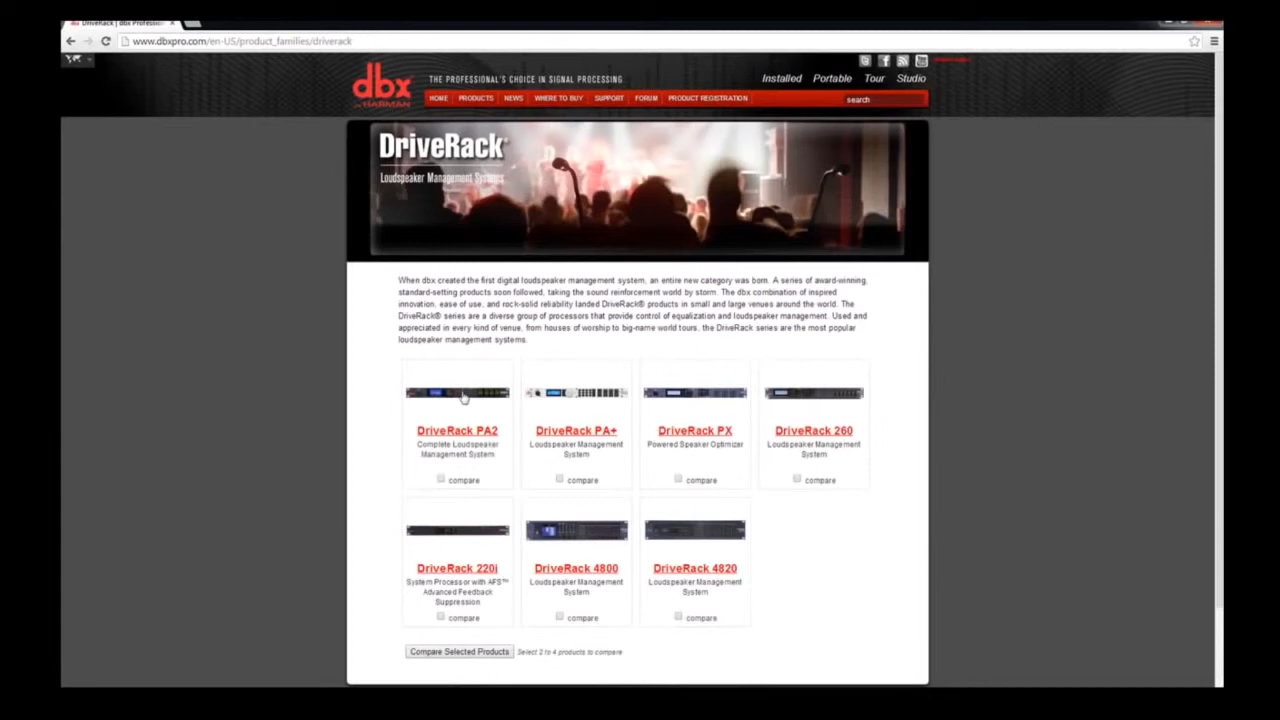 DriveRack | dbx Professio
www.dbxpro.com/en-US/product_families/driverack
dbx
by HARMAN
THE PROFESSIONAL'S CHOICE IN SIGNAL PROCESSING
Installed Portable Tour Studio
HOME PRODUCTS NEWS WHERE TO BUY SUPPORT FORUM PRODUCT REGISTRATION
search
DriveRack®
Loudspeaker Management Systems
When dbx created the first digital loudspeaker management system, an entire new category was born. A series of award-winning,
standard-setting products soon followed, taking the sound reinforcement world by storm. The dbx combination of inspired
innovation, ease of use, and rock-solid reliability landed DriveRack® products in small and large venues around the world. The
DriveRack® series are a diverse group of processors that provide control of equalization and loudspeaker management. Used and
appreciated in every kind of venue, from houses of worship to big-name world tours, the DriveRack series are the most popular
loudspeaker management systems.
DriveRack PA2
Complete Loudspeaker
Management System
compare
DriveRack PA+
Loudspeaker Management
System
compare
DriveRack PX
Powered Speaker Optimizer
compare
DriveRack 260
Loudspeaker Management
System
compare
DriveRack 220i
System Processor with AFS™
Advanced Feedback
Suppression
compare
DriveRack 4800
Loudspeaker Management
System
compare
DriveRack 4820
Loudspeaker Management
System
compare
Compare Selected Products
Select 2 to 4 products to compare